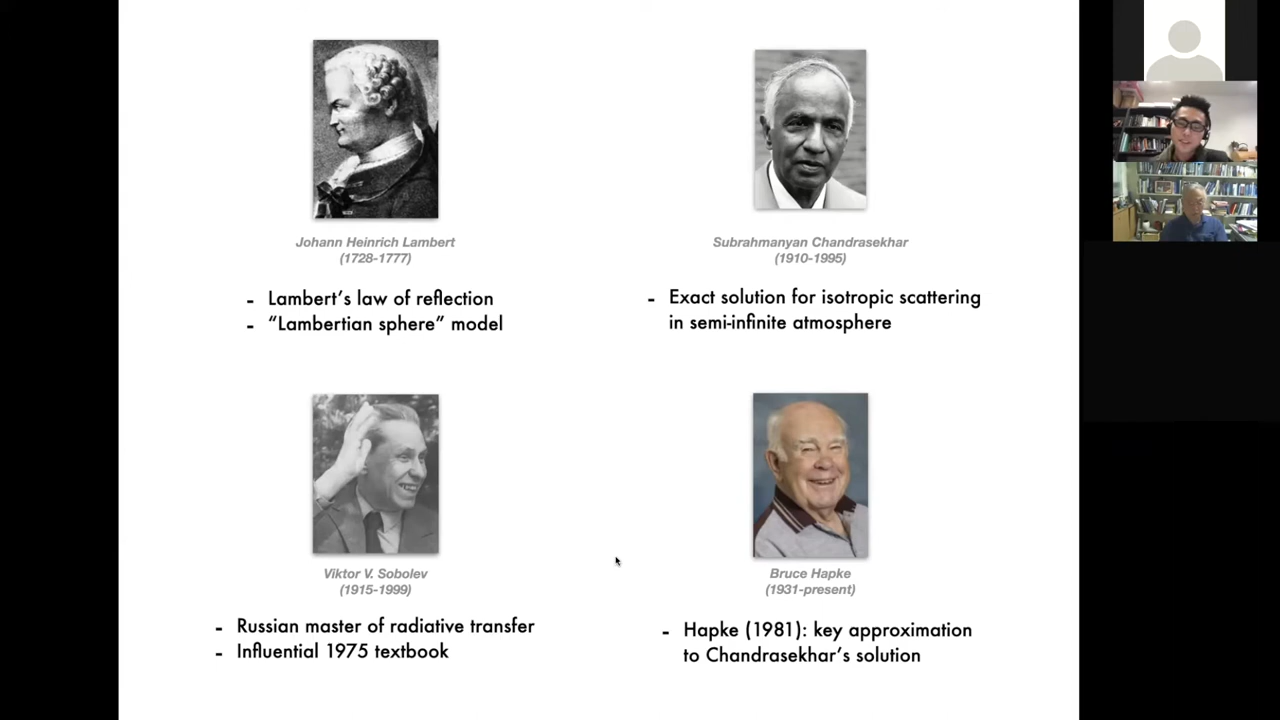 Johann Heinrich Lambert
(1728-1777)
- Lambert's law of reflection
- "Lambertian sphere" model
Subrahmanyan Chandrasekhar
(1910-1995)
- Exact solution for isotropic scattering
in semi-infinite atmosphere
Viktor V. Sobolev
(1915-1999)
- Russian master of radiative transfer
- Influential 1975 textbook
Bruce Hapke
(1931-present)
- Hapke (1981): key approximation
to Chandrasekhar's solution